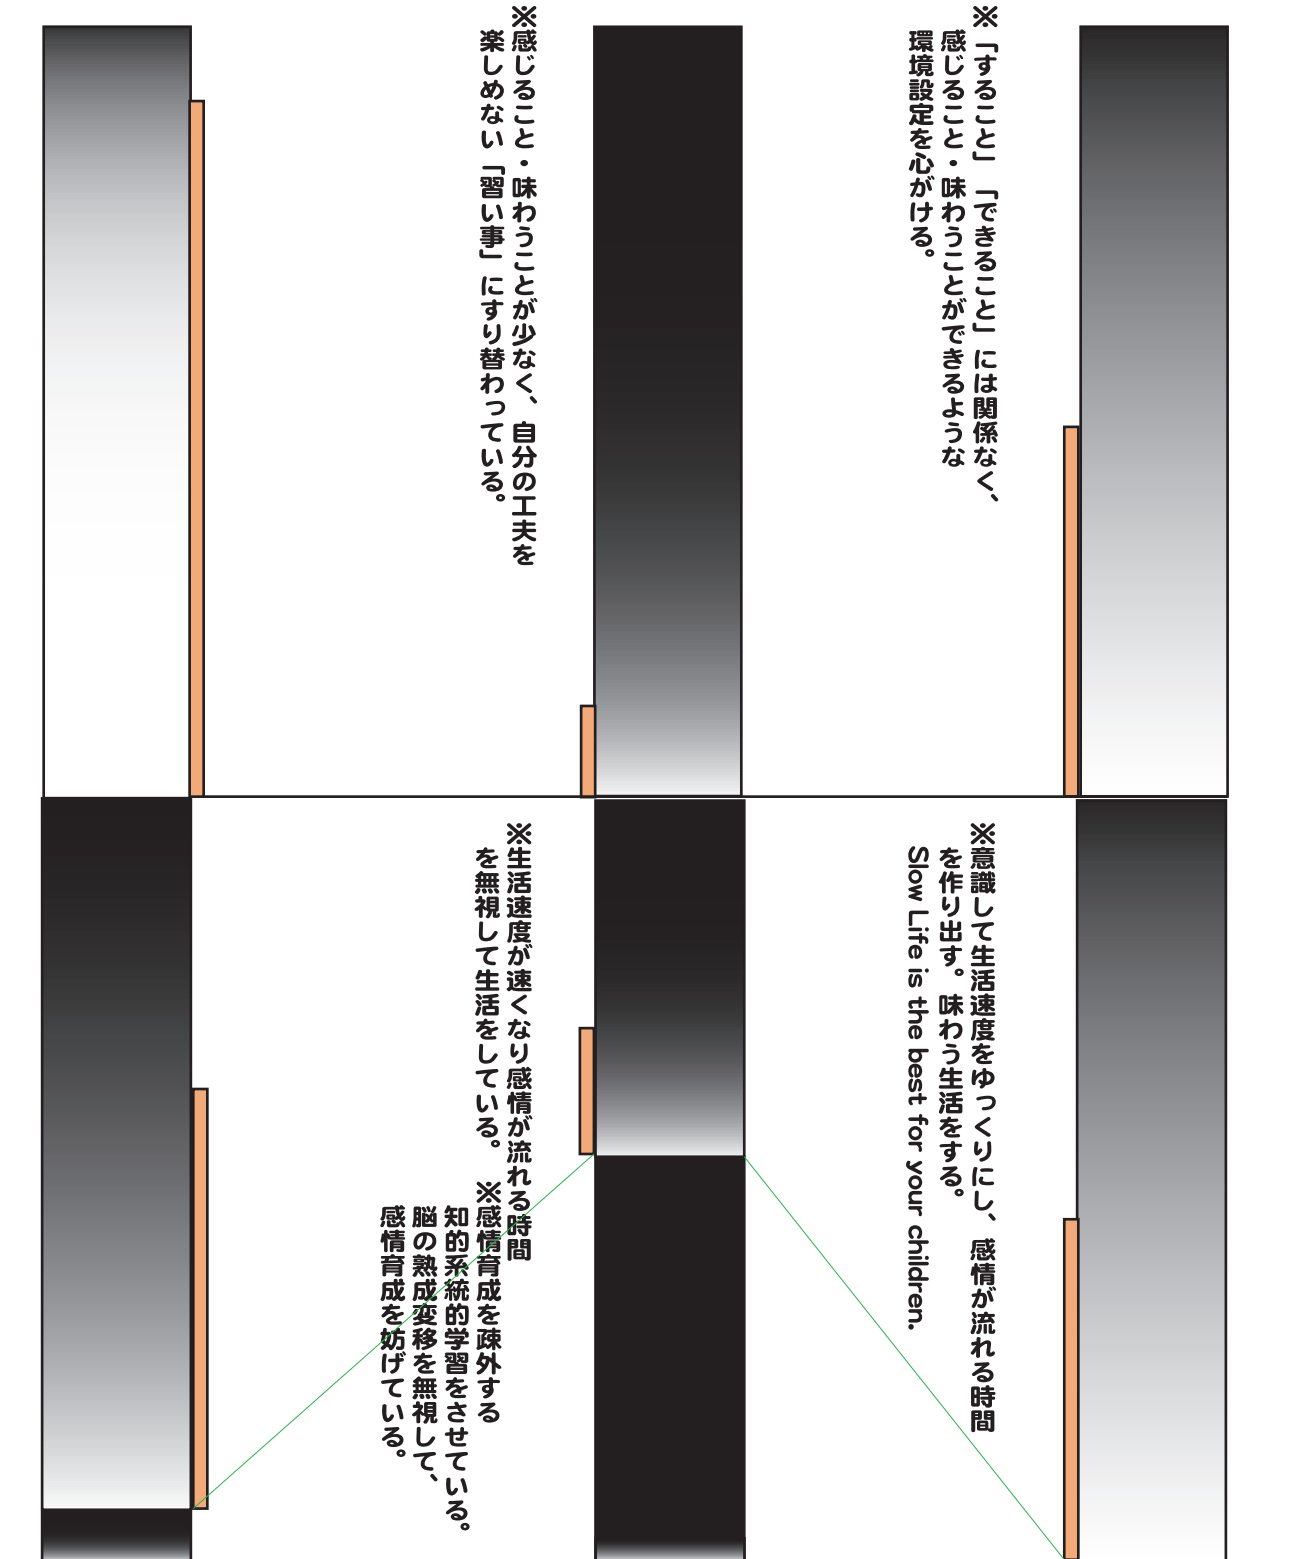 ※「すること」「できること」には関係なく、
感じること・味わうことができるような
環境設定を心がける。
※感じること・味わうことが少なく、自分の工夫を
楽しめない「習い事」にすり替わっている。
※意識して生活速度をゆっくりにし、感情が流れる時間
を作り出す。味わう生活をする。
Slow Life is the best for your children.
※生活速度が速くなり感情が流れる時間
を無視して生活をしている。
※感情育成を疎外する
知的系統的学習をさせている。
脳の熟成変移を無視して、
感情育成を妨げている。